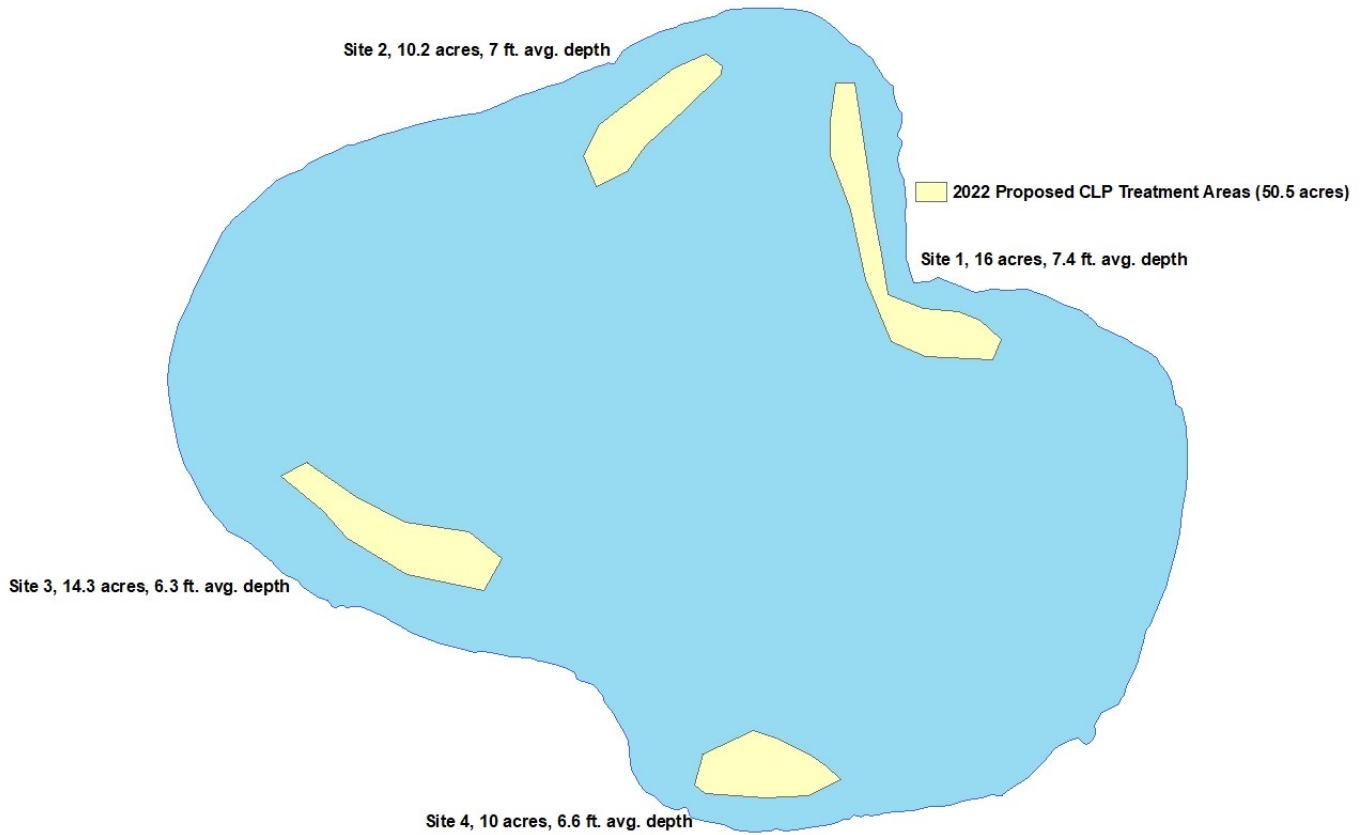 Site 2, 10.2 acres, 7 ft. avg. depth
2022 Proposed CLP Treatment Areas (50.5 acres)
Site 1, 16 acres, 7.4 ft. avg. depth
Site 3, 14.3 acres, 6.3 ft. avg. depth
Site 4, 10 acres, 6.6 ft. avg. depth